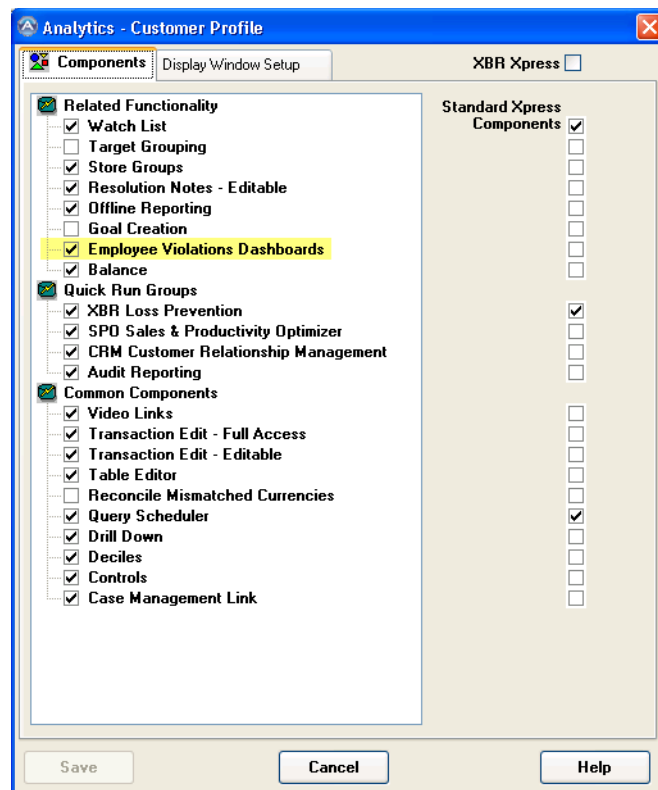 Analytics - Customer Profile
Components
Display Window Setup
XBR Xpress
Related Functionality
Standard Xpress
Components
Watch List
Target Grouping
Store Groups
Resolution Notes - Editable
Offline Reporting
Goal Creation
Employee Violations Dashboards
Balance
Quick Run Groups
XBR Loss Prevention
SPO Sales & Productivity Optimizer
CRM Customer Relationship Management
Audit Reporting
Common Components
Video Links
Transaction Edit - Full Access
Transaction Edit - Editable
Table Editor
Reconcile Mismatched Currencies
Query Scheduler
Drill Down
Deciles
Controls
Case Management Link
Save
Cancel
Help